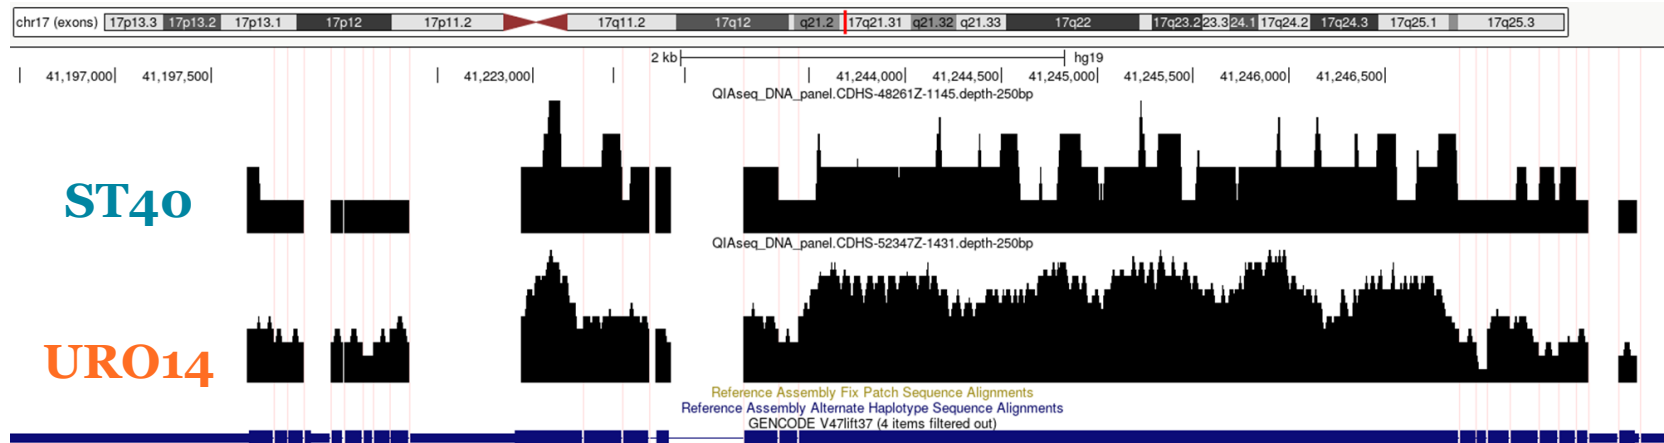 chr17 (exons) 17p13.3 17p13.2 17p13.1 17p12 17p11.2 17q11.2 17q12 q21.2 17q21.31 q21.32 q21.33 17q22 17q23.2 23.3 24.1 17q24.2 17q24.3 17q25.1 17q25.3
2 kb hg19
41,197,000 41,197,500 41,223,000 41,244,000 41,244,500 41,245,000 41,245,500 41,246,000 41,246,500
QIAseq_DNA_panel.CDHS-48261Z-1145.depth-250bp
ST40
QIAseq_DNA_panel.CDHS-52347Z-1431.depth-250bp
URO14
Reference Assembly Fix Patch Sequence Alignments
Reference Assembly Alternate Haplotype Sequence Alignments
GENCODE V47lift37 (4 items filtered out)